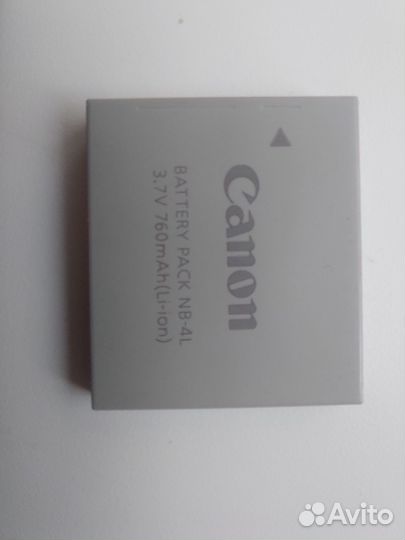 Canon
BATTERY PACK NB-4L
3.7V 760mAh(Li-ion)
Avito